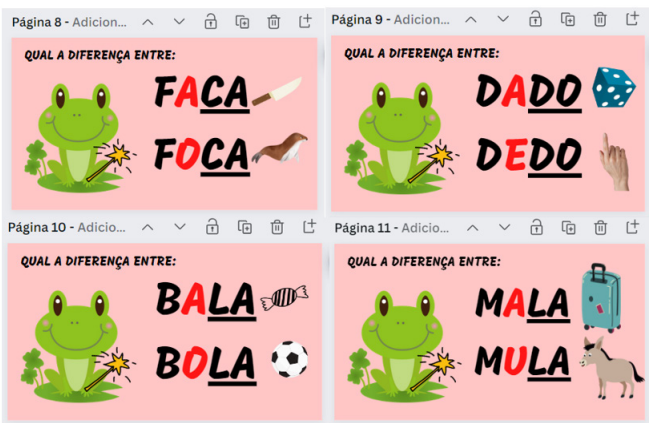 Página 8 - Adicion...
QUAL A DIFERENÇA ENTRE:
FACA
FOCA
Página 9 - Adicion...
QUAL A DIFERENÇA ENTRE:
DADO
DEDO
Página 10 - Adicio...
QUAL A DIFERENÇA ENTRE:
BALA
BOLA
Página 11 - Adicio...
QUAL A DIFERENÇA ENTRE:
MALA
MULA